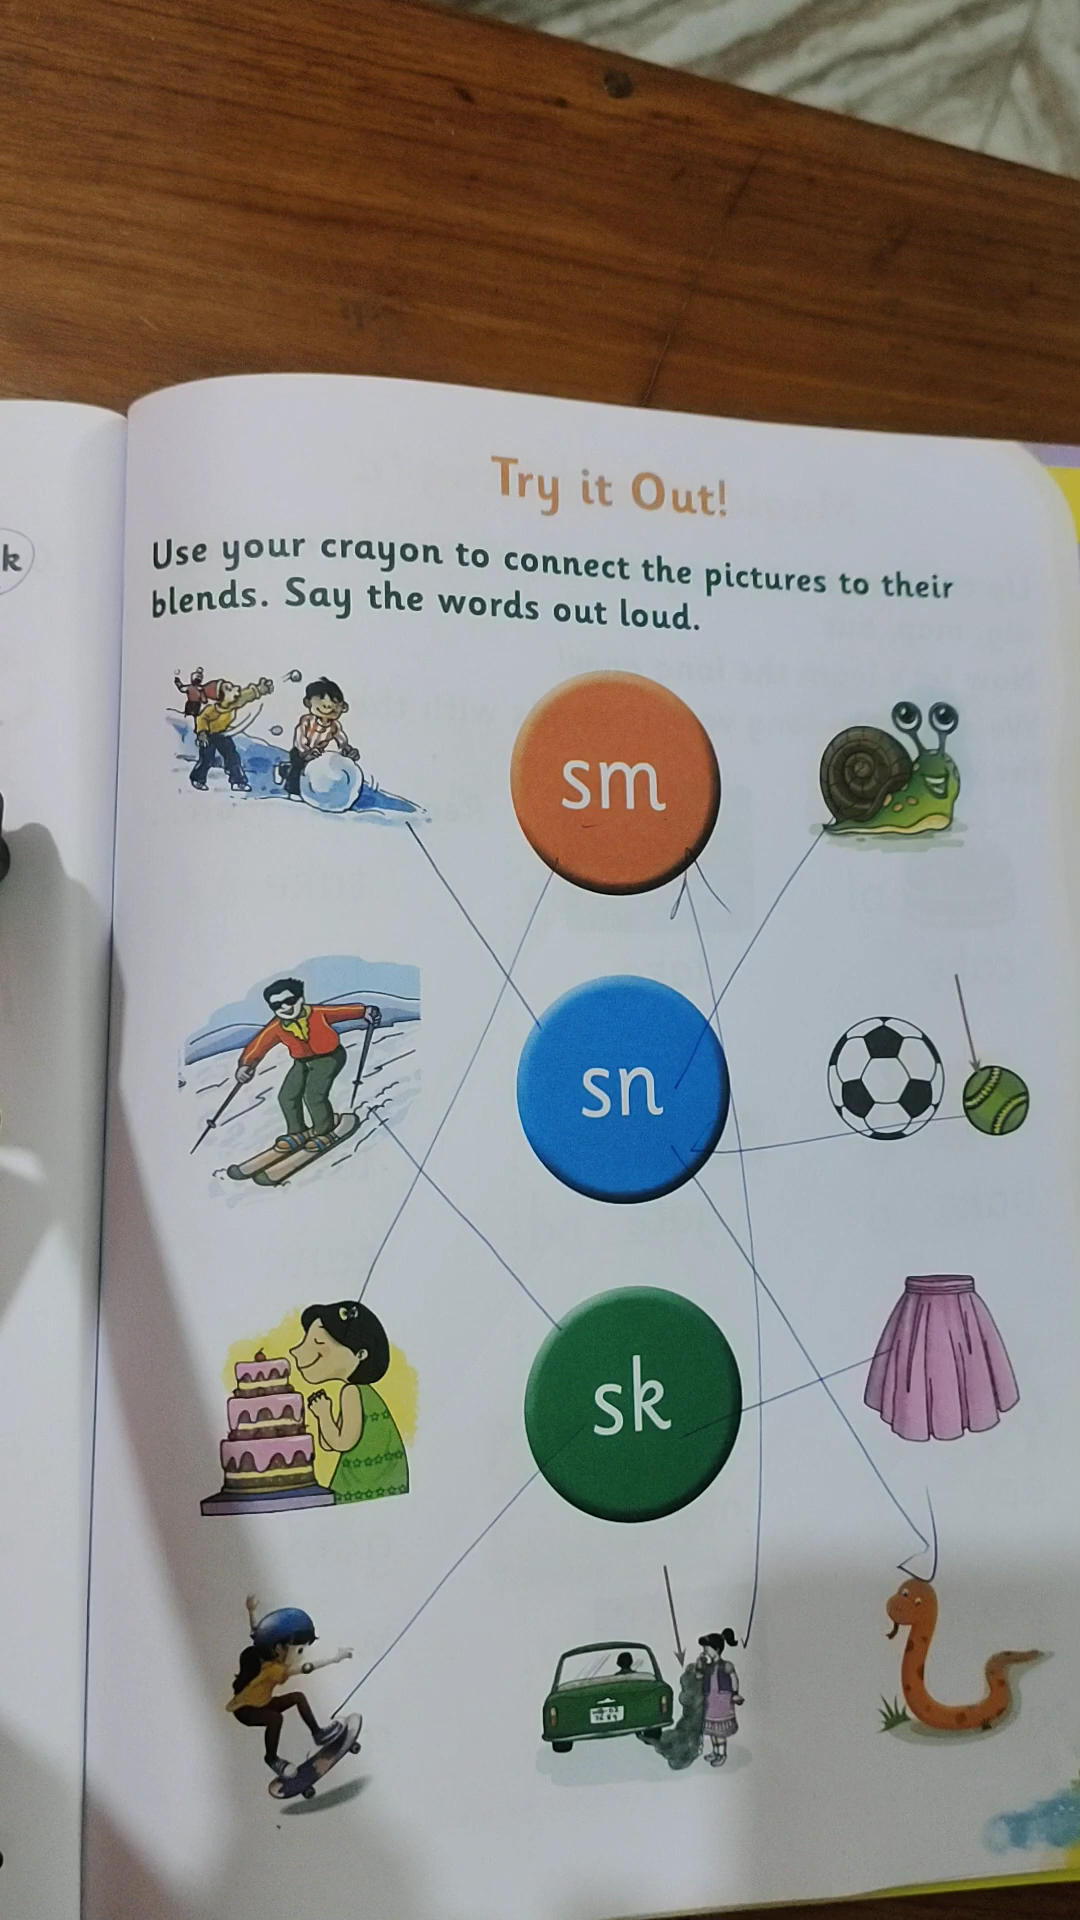 k
Try it Out!
Use your crayon to connect the pictures to their
blends. Say the words out loud.
sm
sn
sk